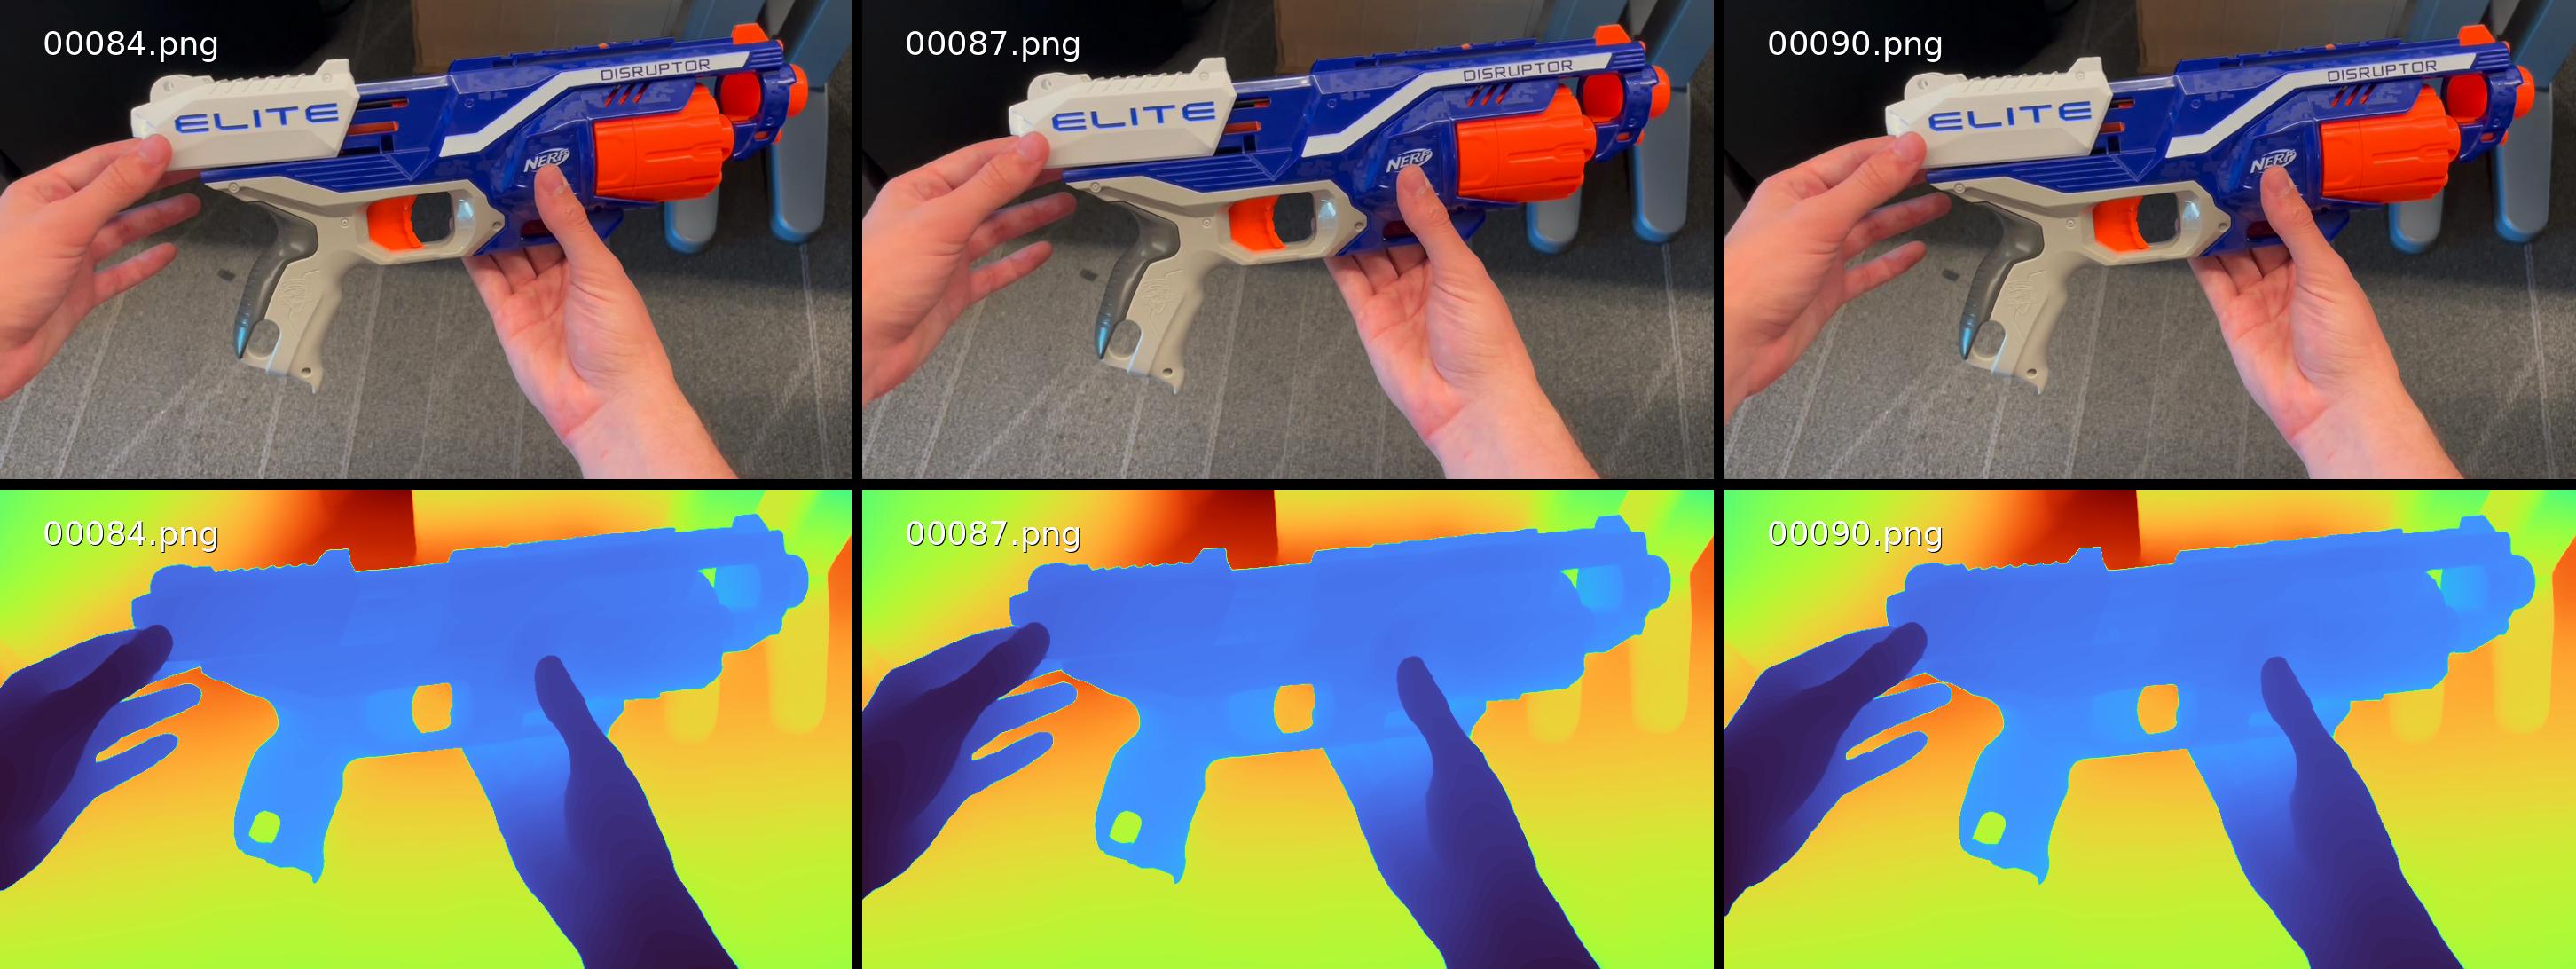 00084.png
DISRUPTOR
ELITE
NERF
00087.png
DISRUPTOR
ELITE
NERF
00090.png
DISRUPTOR
ELITE
NERF
00084.png
00087.png
00090.png